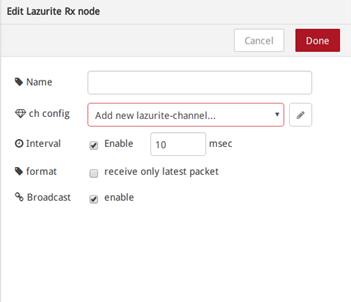 Edit Lazurite Rx node
Cancel Done
Name
ch config Add new lazurite-channel...
Interval Enable 10 msec
format receive only latest packet
Broadcast enable